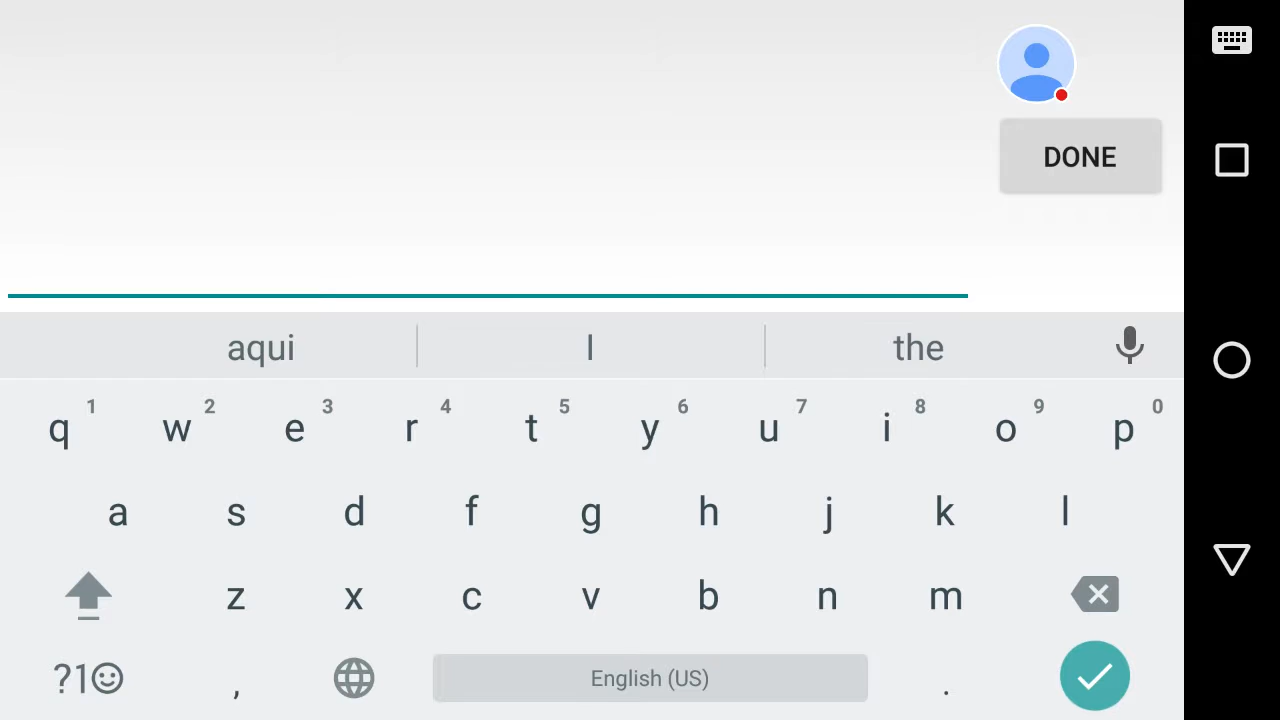 DONE
aqui I the
q 1 w 2 e 3 r 4 t 5 y 6 u 7 i 8 o 9 p 0
a s d f g h j k l
z x c v b n m
?1 , English (US) .